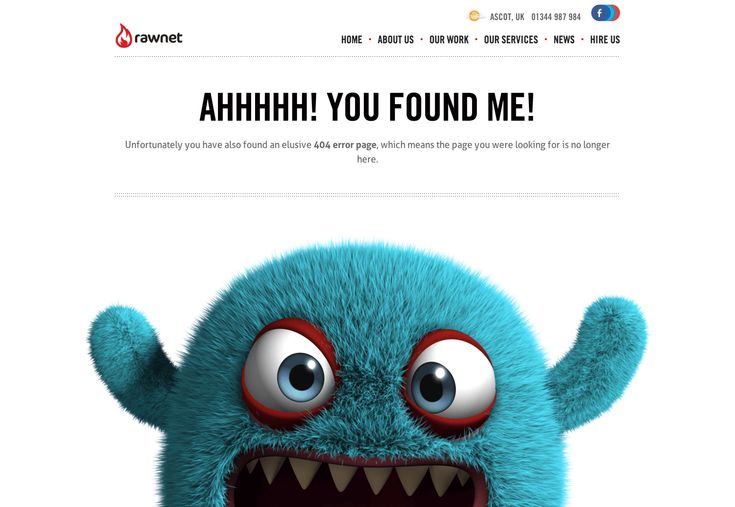 ASCOT, UK 01344 987 984
rawnet
HOME • ABOUT US • OUR WORK • OUR SERVICES • NEWS • HIRE US
AHHHHH! YOU FOUND ME!
Unfortunately you have also found an elusive 404 error page, which means the page you were looking for is no longer
here.